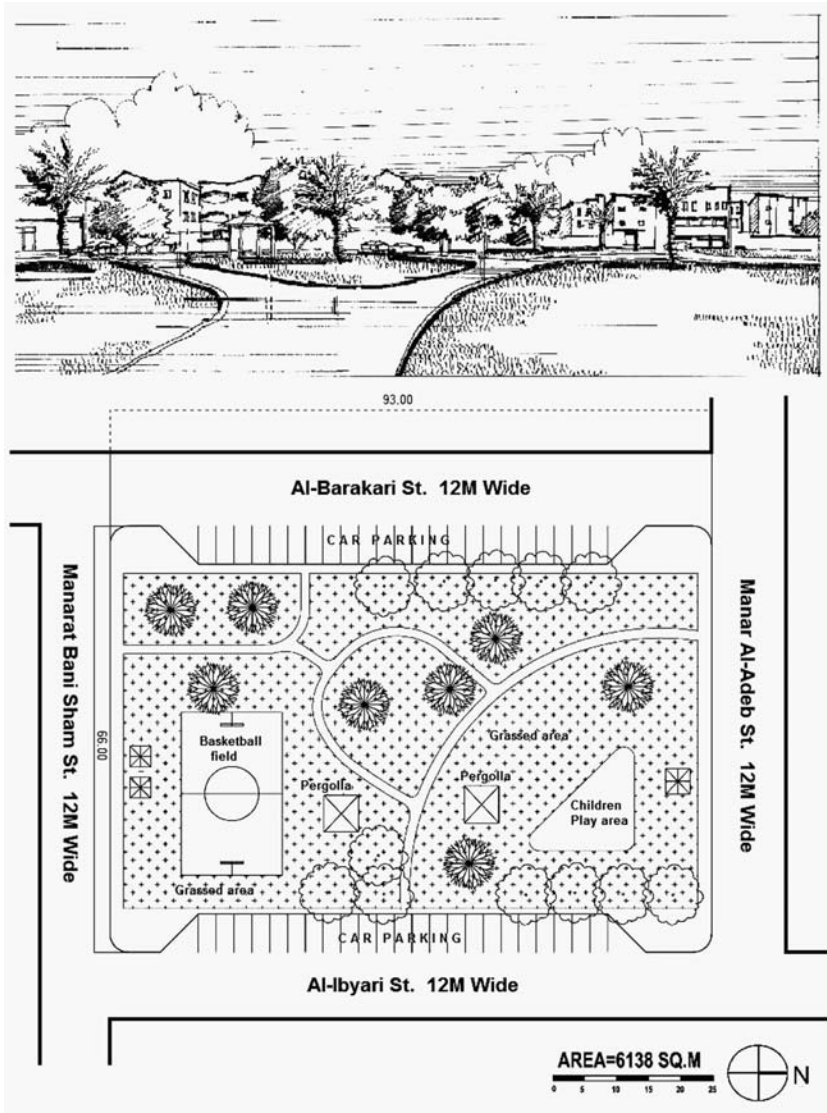 93.00
Al-Barakari St. 12M Wide
CAR PARKING
Manarat Bani Sham St. 12M Wide
66.00
Manar Al-Adeb St. 12M Wide
Basketball
field
Grassed area
Pergolla
Pergolla
Children
Play area
Grassed area
CAR PARKING
Al-Ibyari St. 12M Wide
AREA=6138 SQ.M
0 5 10 15 20 25
N